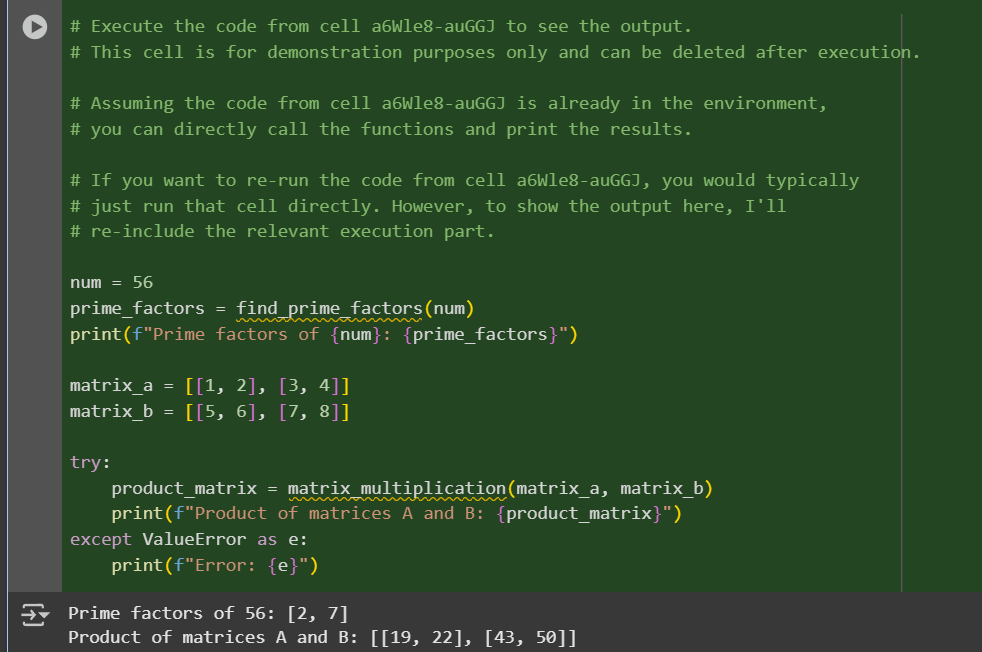 # Execute the code from cell a6Wle8-auGGJ to see the output.
# This cell is for demonstration purposes only and can be deleted after execution.
# Assuming the code from cell a6Wle8-auGGJ is already in the environment,
# you can directly call the functions and print the results.
# If you want to re-run the code from cell a6Wle8-auGGJ, you would typically
# just run that cell directly. However, to show the output here, I'll
# re-include the relevant execution part.
num = 56
prime_factors = find_prime_factors(num)
print(f"Prime factors of {num}: {prime_factors}")
matrix_a = [[1, 2], [3, 4]]
matrix_b = [[5, 6], [7, 8]]
try:
    product_matrix = matrix_multiplication(matrix_a, matrix_b)
    print(f"Product of matrices A and B: {product_matrix}")
except ValueError as e:
    print(f"Error: {e}")
Prime factors of 56: [2, 7]
Product of matrices A and B: [[19, 22], [43, 50]]